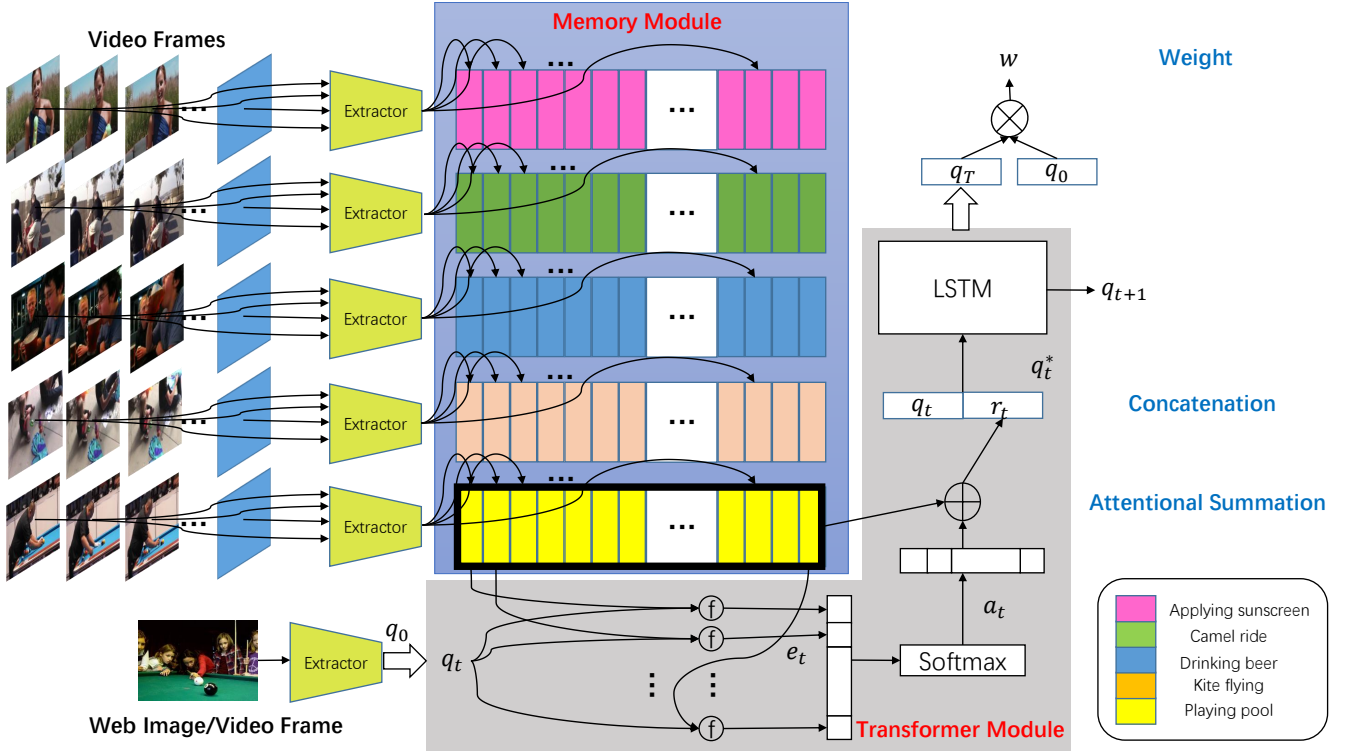 Memory Module
Video Frames
w
Weight
...
...
Extractor
...
q_T
q_0
...
...
Extractor
...
...
...
Extractor
...
LSTM
q_{t+1}
q_t^*
...
...
Extractor
...
q_t
r_t
Concatenation
...
...
Extractor
...
Attentional Summation
a_t
f
Applying sunscreen
Camel ride
Drinking beer
Kite flying
Playing pool
q_0
f
Extractor
q_t
e_t
Softmax
...
...
f
Web Image/Video Frame
Transformer Module